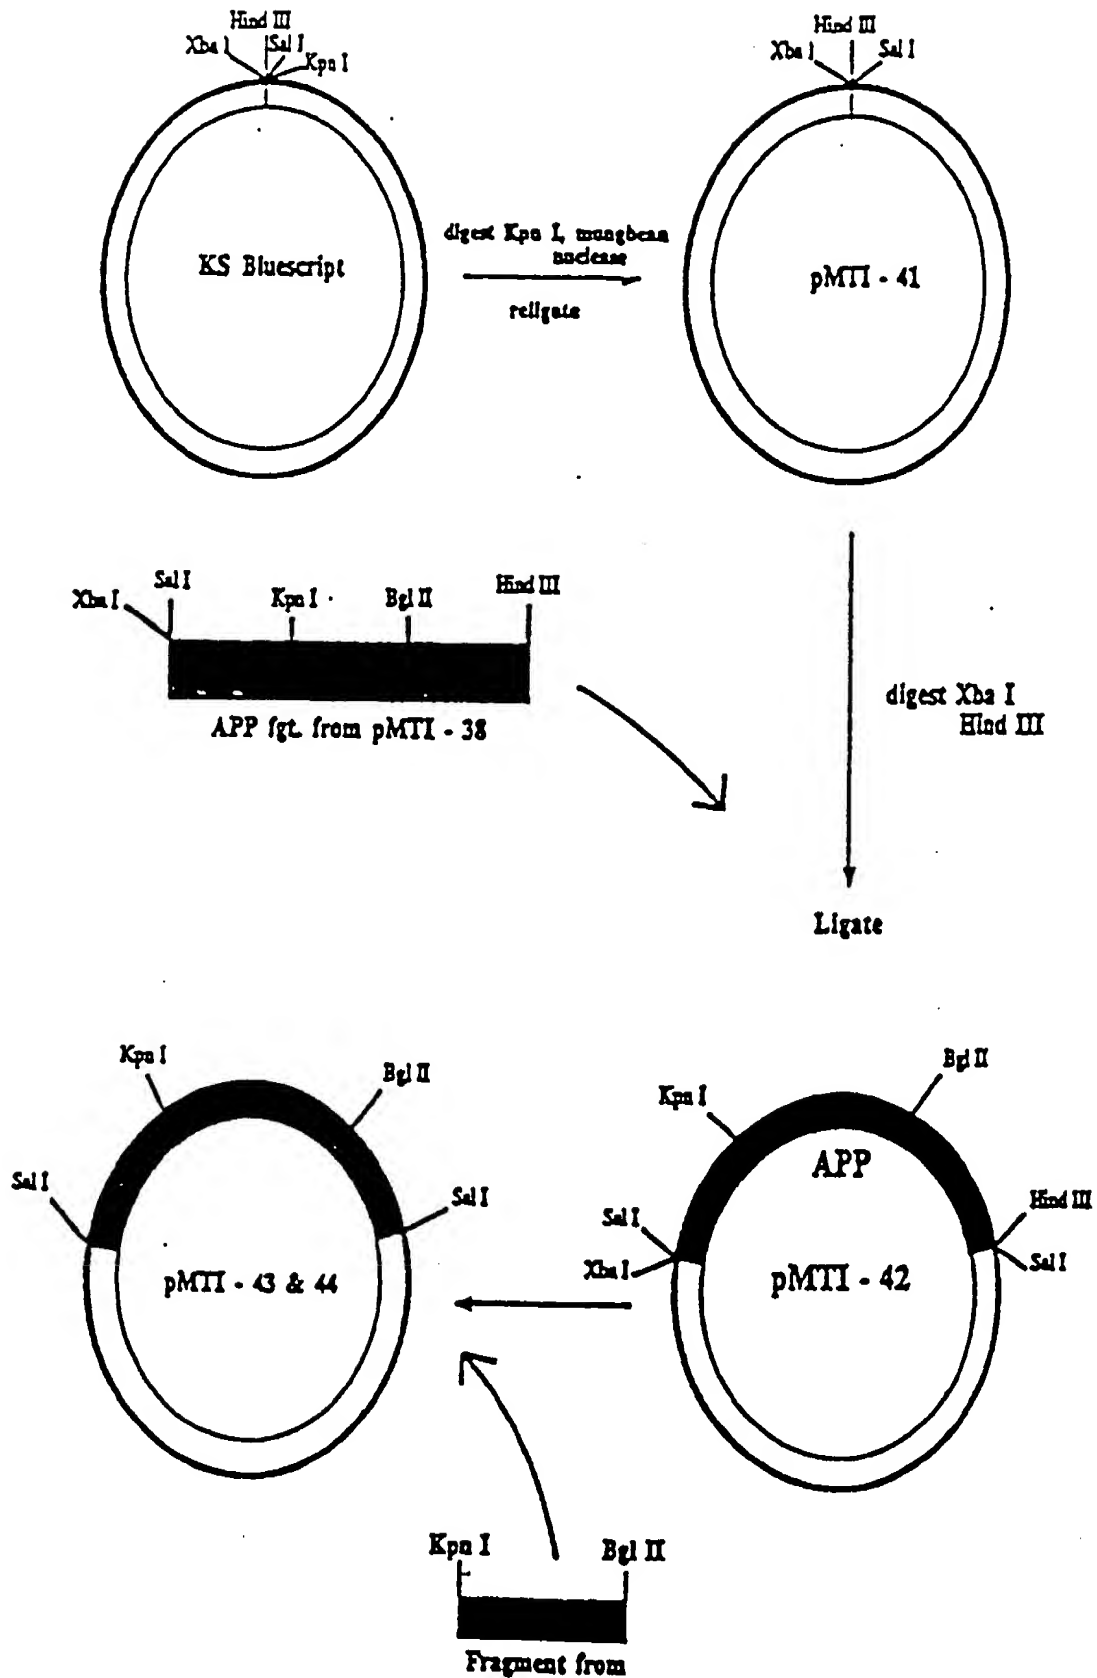 Hind III
Xba I
Sal I
Kpn I
KS Bluescript
digest Kpn I, mungbean
nuclease
religate
Hind III
Xba I
Sal I
pMTI - 41
Xba I
Sal I
Kpn I
Bgl II
Hind III
APP fgt. from pMTI - 38
digest Xba I
Hind III
Ligate
Kpn I
Bgl II
Sal I
Sal I
pMTI - 43 & 44
Kpn I
Bgl II
APP
Sal I
Xba I
Hind III
Sal I
pMTI - 42
Kpn I
Bgl II
Fragment from